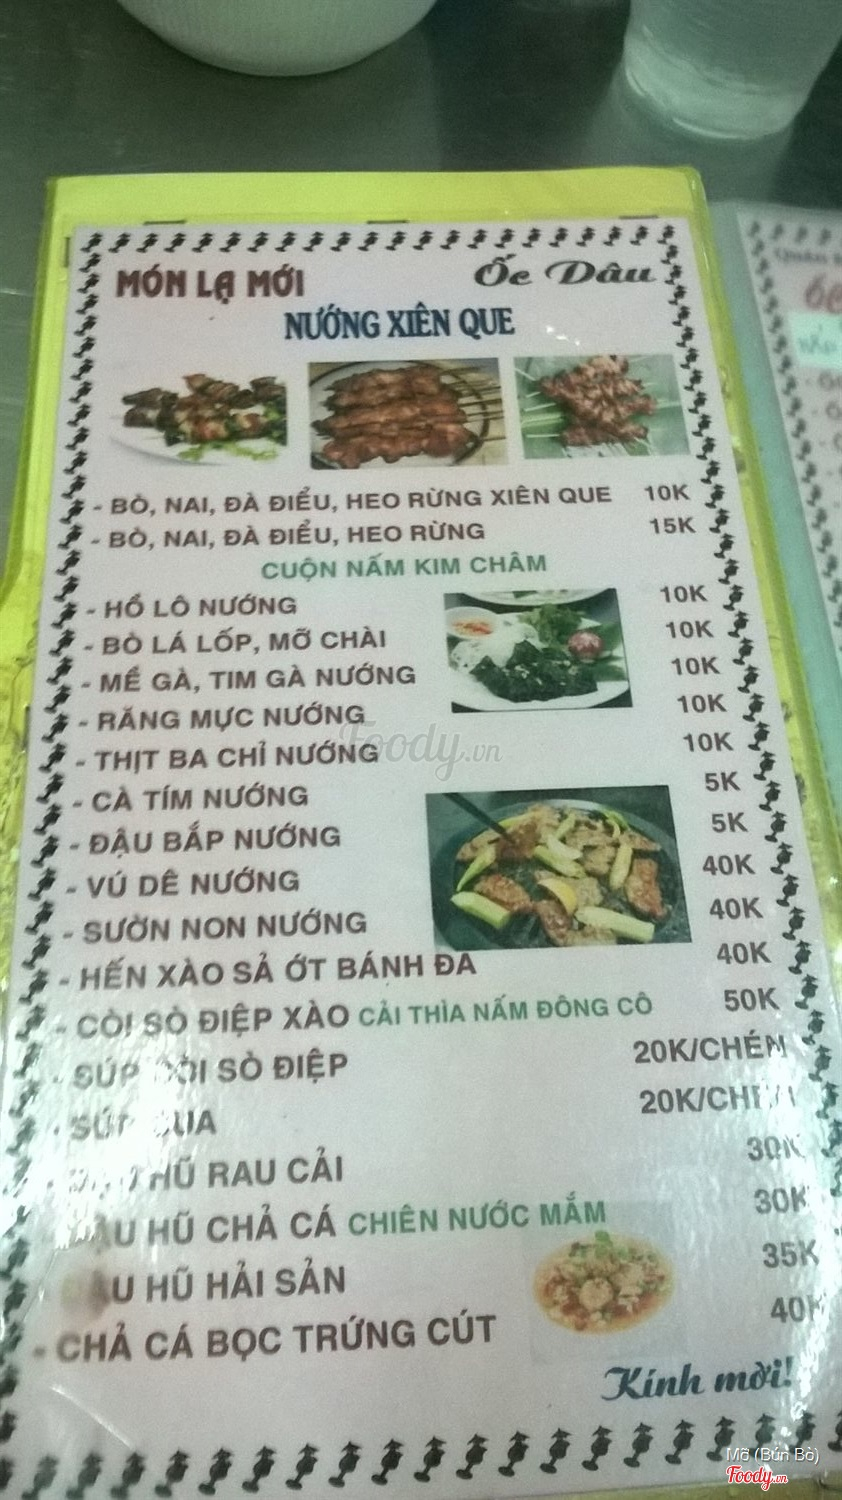 MÓN LẠ MỚI Ốc Dâu
NƯỚNG XIÊN QUE
- BÒ, NAI, ĐÀ ĐIỂU, HEO RỪNG XIÊN QUE 10K
- BÒ, NAI, ĐÀ ĐIỂU, HEO RỪNG 15K
CUỘN NẤM KIM CHÂM
- HỒ LÔ NƯỚNG 10K
- BÒ LÁ LỐP, MỠ CHÀI 10K
- MỀ GÀ, TIM GÀ NƯỚNG 10K
- RĂNG MỰC NƯỚNG 10K
- THỊT BA CHỈ NƯỚNG 10K
- CÀ TÍM NƯỚNG 5K
- ĐẬU BẮP NƯỚNG 5K
- VÚ DÊ NƯỚNG 40K
- SƯỜN NON NƯỚNG 40K
- HẾN XÀO SẢ ỚT BÁNH ĐA 40K
- CÒI SÒ ĐIỆP XÀO CẢI THÌA NẤM ĐÔNG CÔ 50K
- SÚP CÒI SÒ ĐIỆP 20K/CHÉN
- SÚP CUA 20K/CHÉN
HŨ RAU CẢI 30K
HŨ CHẢ CÁ CHIÊN NƯỚC MẮM 30K
HŨ HẢI SẢN 35K
- CHẢ CÁ BỌC TRỨNG CÚT 40K
Kính mời!
Foody.vn
Mỡ (Bún Bò)
Foody.vn